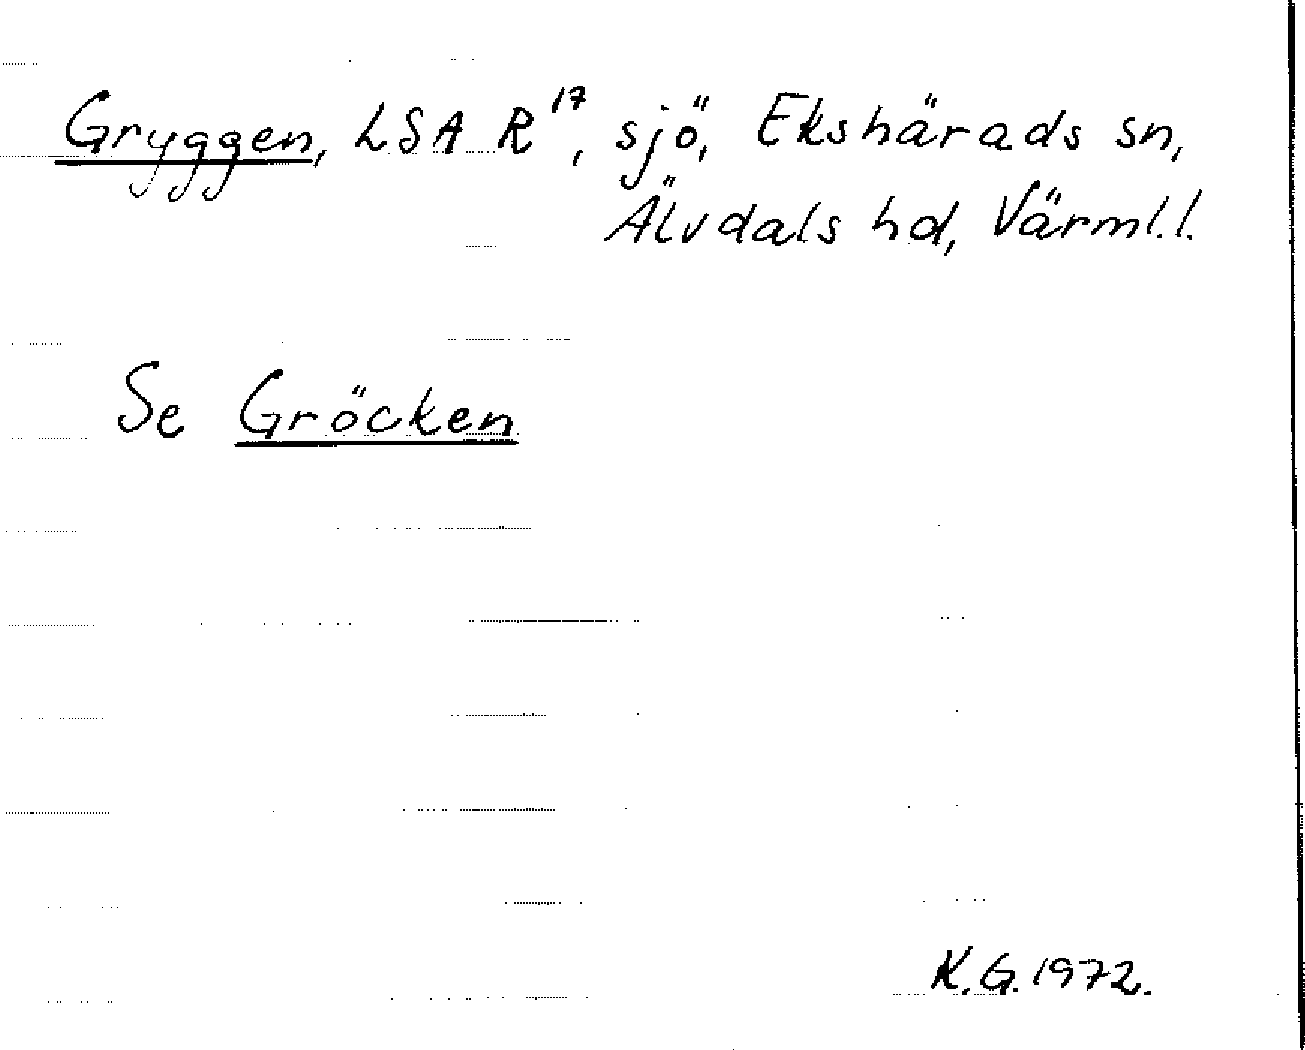 Gryggen, LSA R¹⁷, sjö, Ekshärads sn,
Älvdals hd, Värml.l.
Se Gröcken
K.G. 1972.